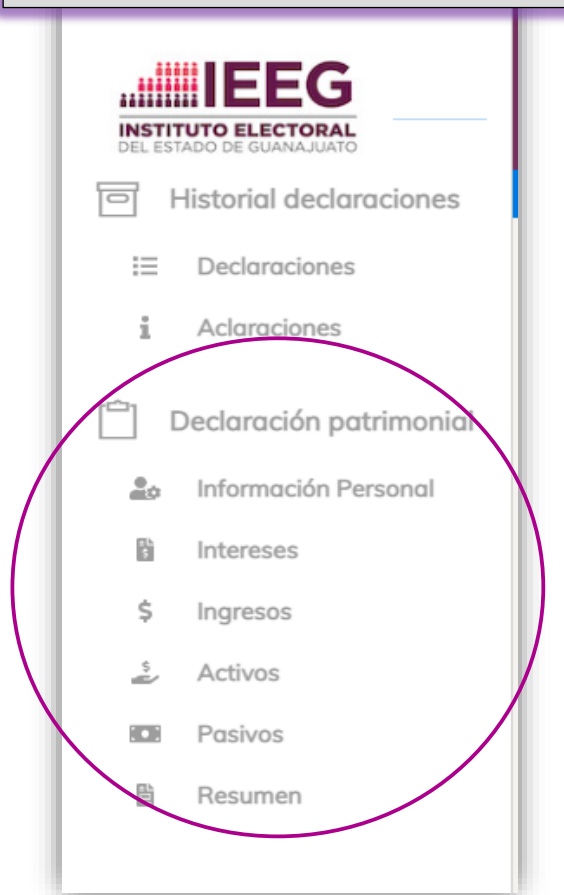 IEEG
INSTITUTO ELECTORAL
DEL ESTADO DE GUANAJUATO
Historial declaraciones
Declaraciones
Aclaraciones
Declaración patrimonial
Información Personal
Intereses
$ Ingresos
Activos
Pasivos
Resumen